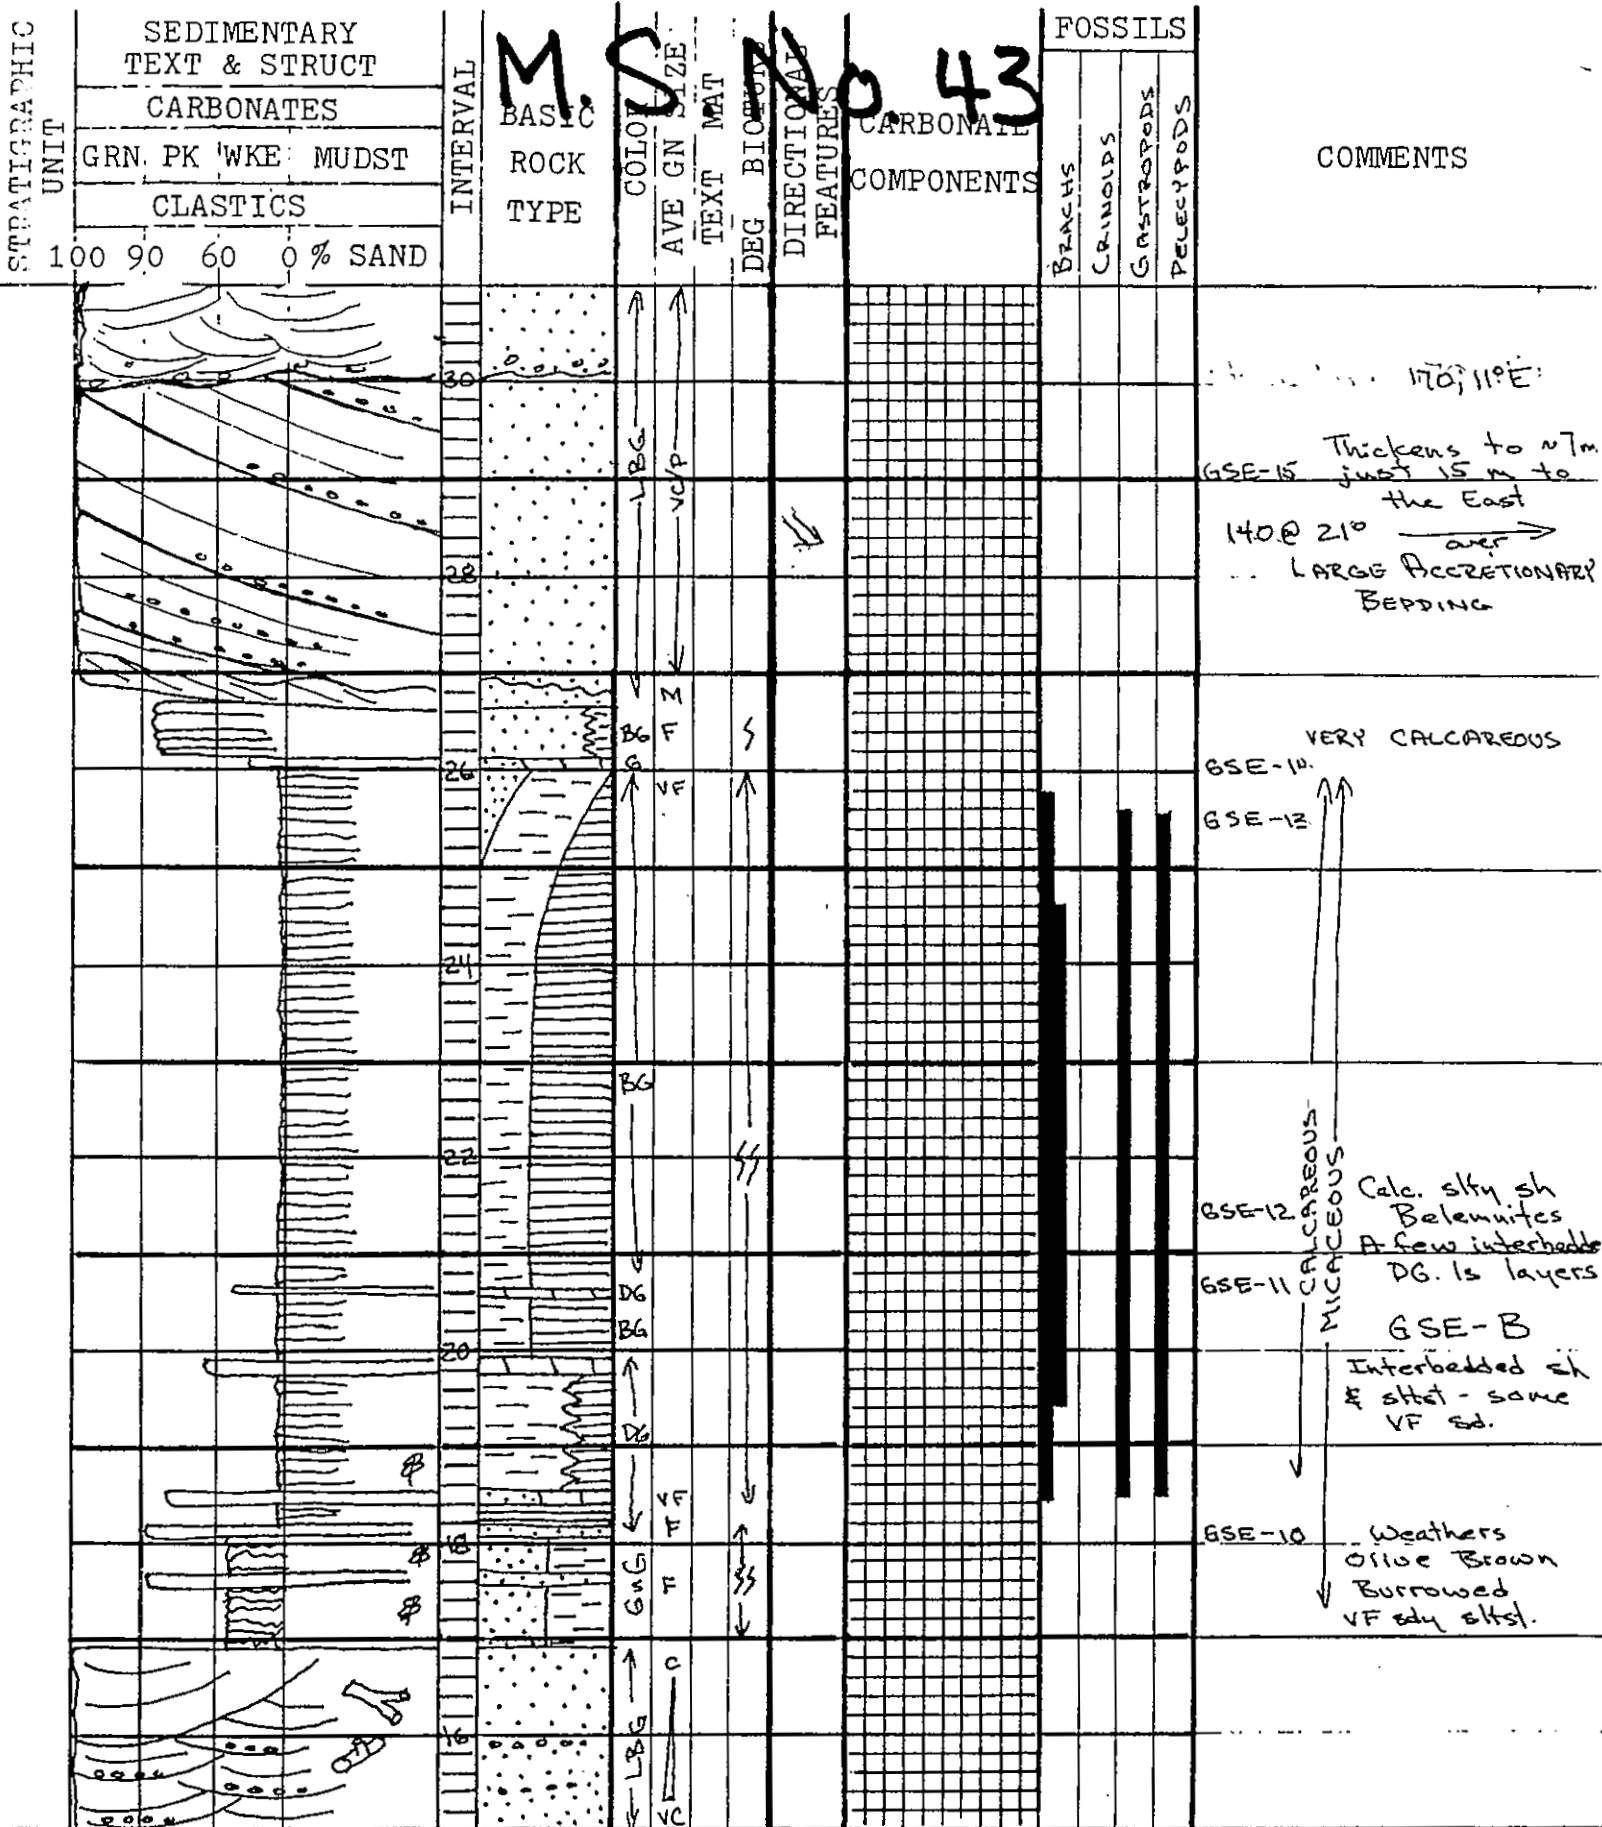 M.S. No. 43
STRATIGRAPHIC
UNIT
SEDIMENTARY
TEXT & STRUCT
CARBONATES
GRN PK WKE MUDST
CLASTICS
100 90 60 0 % SAND
INTERVAL
BASIC
ROCK
TYPE
COLOR
AVE GN SIZE
TEXT MAT
DEG BIOTURB
DIRECTIONAL
FEATURES
CARBONATE
COMPONENTS
FOSSILS
BRACHS
CRINOIDS
GASTROPODS
PELECYPODS
COMMENTS
30
170, 11°E
LBG
VC/P
GSE-15
Thickens to ~7m
just 15 m to
the East
140 @ 21°
over
28
LARGE ACCRETIONARY
BEDDING
M
BG F
VERY CALCAREOUS
G
26
VF
GSE-13
24
BG
22
CALCAREOUS
MICACEOUS
GSE-12
Calc. slty sh
Belemnites
A few interbedde
DG. ls layers
GSE-11
DG
BG
20
GSE-B
Interbedded sh
& sltst - some
VF sd.
DG
VF
F
18
GSE-10
Weathers
Olive Brown
Burrowed
VF sdy sltst.
F
C
16
LBG
VC